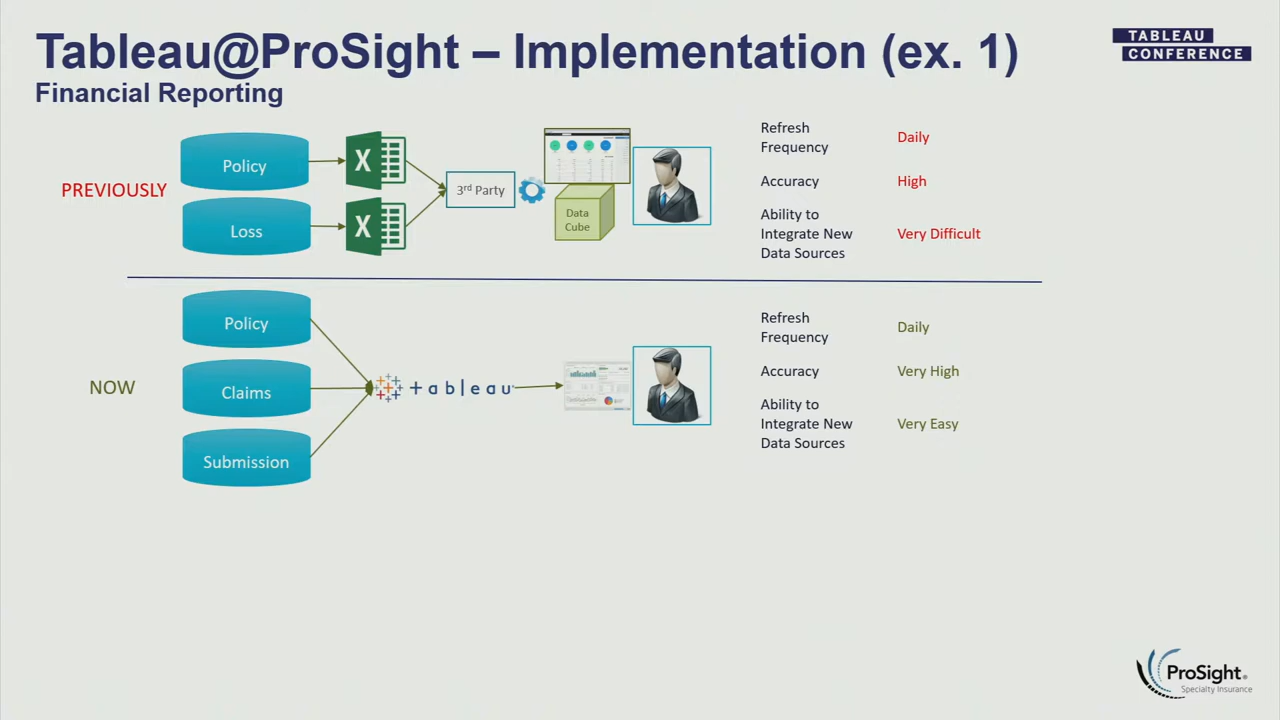 Tableau@ProSight – Implementation (ex. 1)
Financial Reporting
TABLEAU
CONFERENCE
PREVIOUSLY
Policy
Loss
3rd Party
Data
Cube
Refresh
Frequency
Daily
Accuracy
High
Ability to
Integrate New
Data Sources
Very Difficult
NOW
Policy
Claims
Submission
+ableau
Refresh
Frequency
Daily
Accuracy
Very High
Ability to
Integrate New
Data Sources
Very Easy
ProSight®
Specialty Insurance